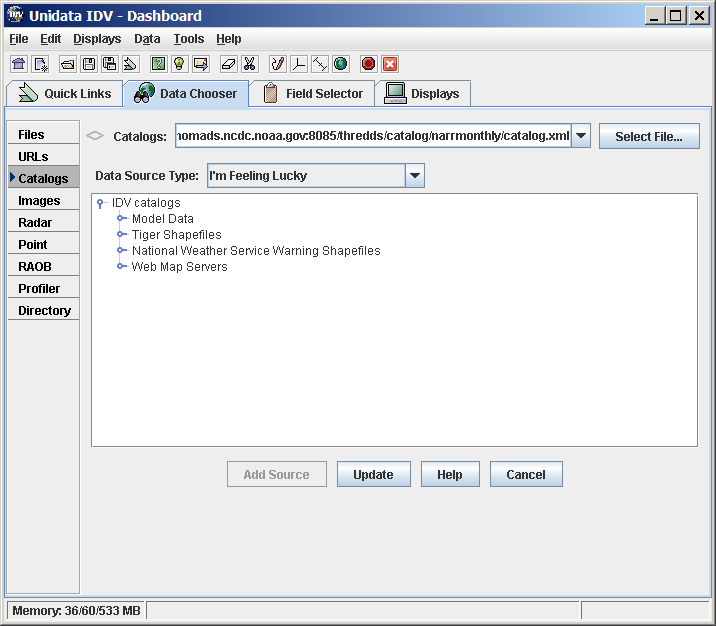 Unidata IDV - Dashboard
File Edit Displays Data Tools Help
Quick Links Data Chooser Field Selector Displays
Files
URLs
Catalogs
Images
Radar
Point
RAOB
Profiler
Directory
Catalogs: nomads.ncdc.noaa.gov:8085/thredds/catalog/narrmonthly/catalog.xml Select File...
Data Source Type: I'm Feeling Lucky
IDV catalogs
Model Data
Tiger Shapefiles
National Weather Service Warning Shapefiles
Web Map Servers
Add Source Update Help Cancel
Memory: 36/60/533 MB